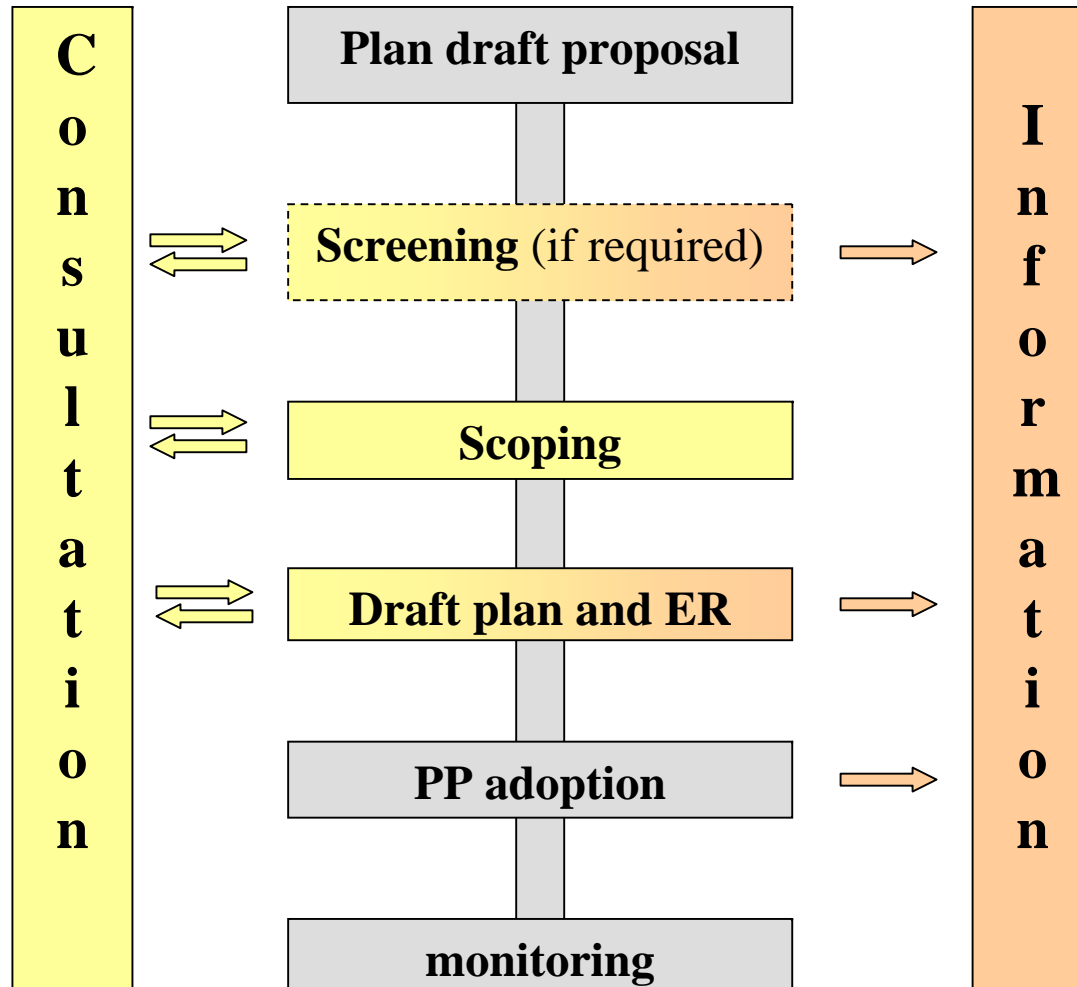 Consultation
Plan draft proposal
Screening (if required)
Scoping
Draft plan and ER
PP adoption
monitoring
Information